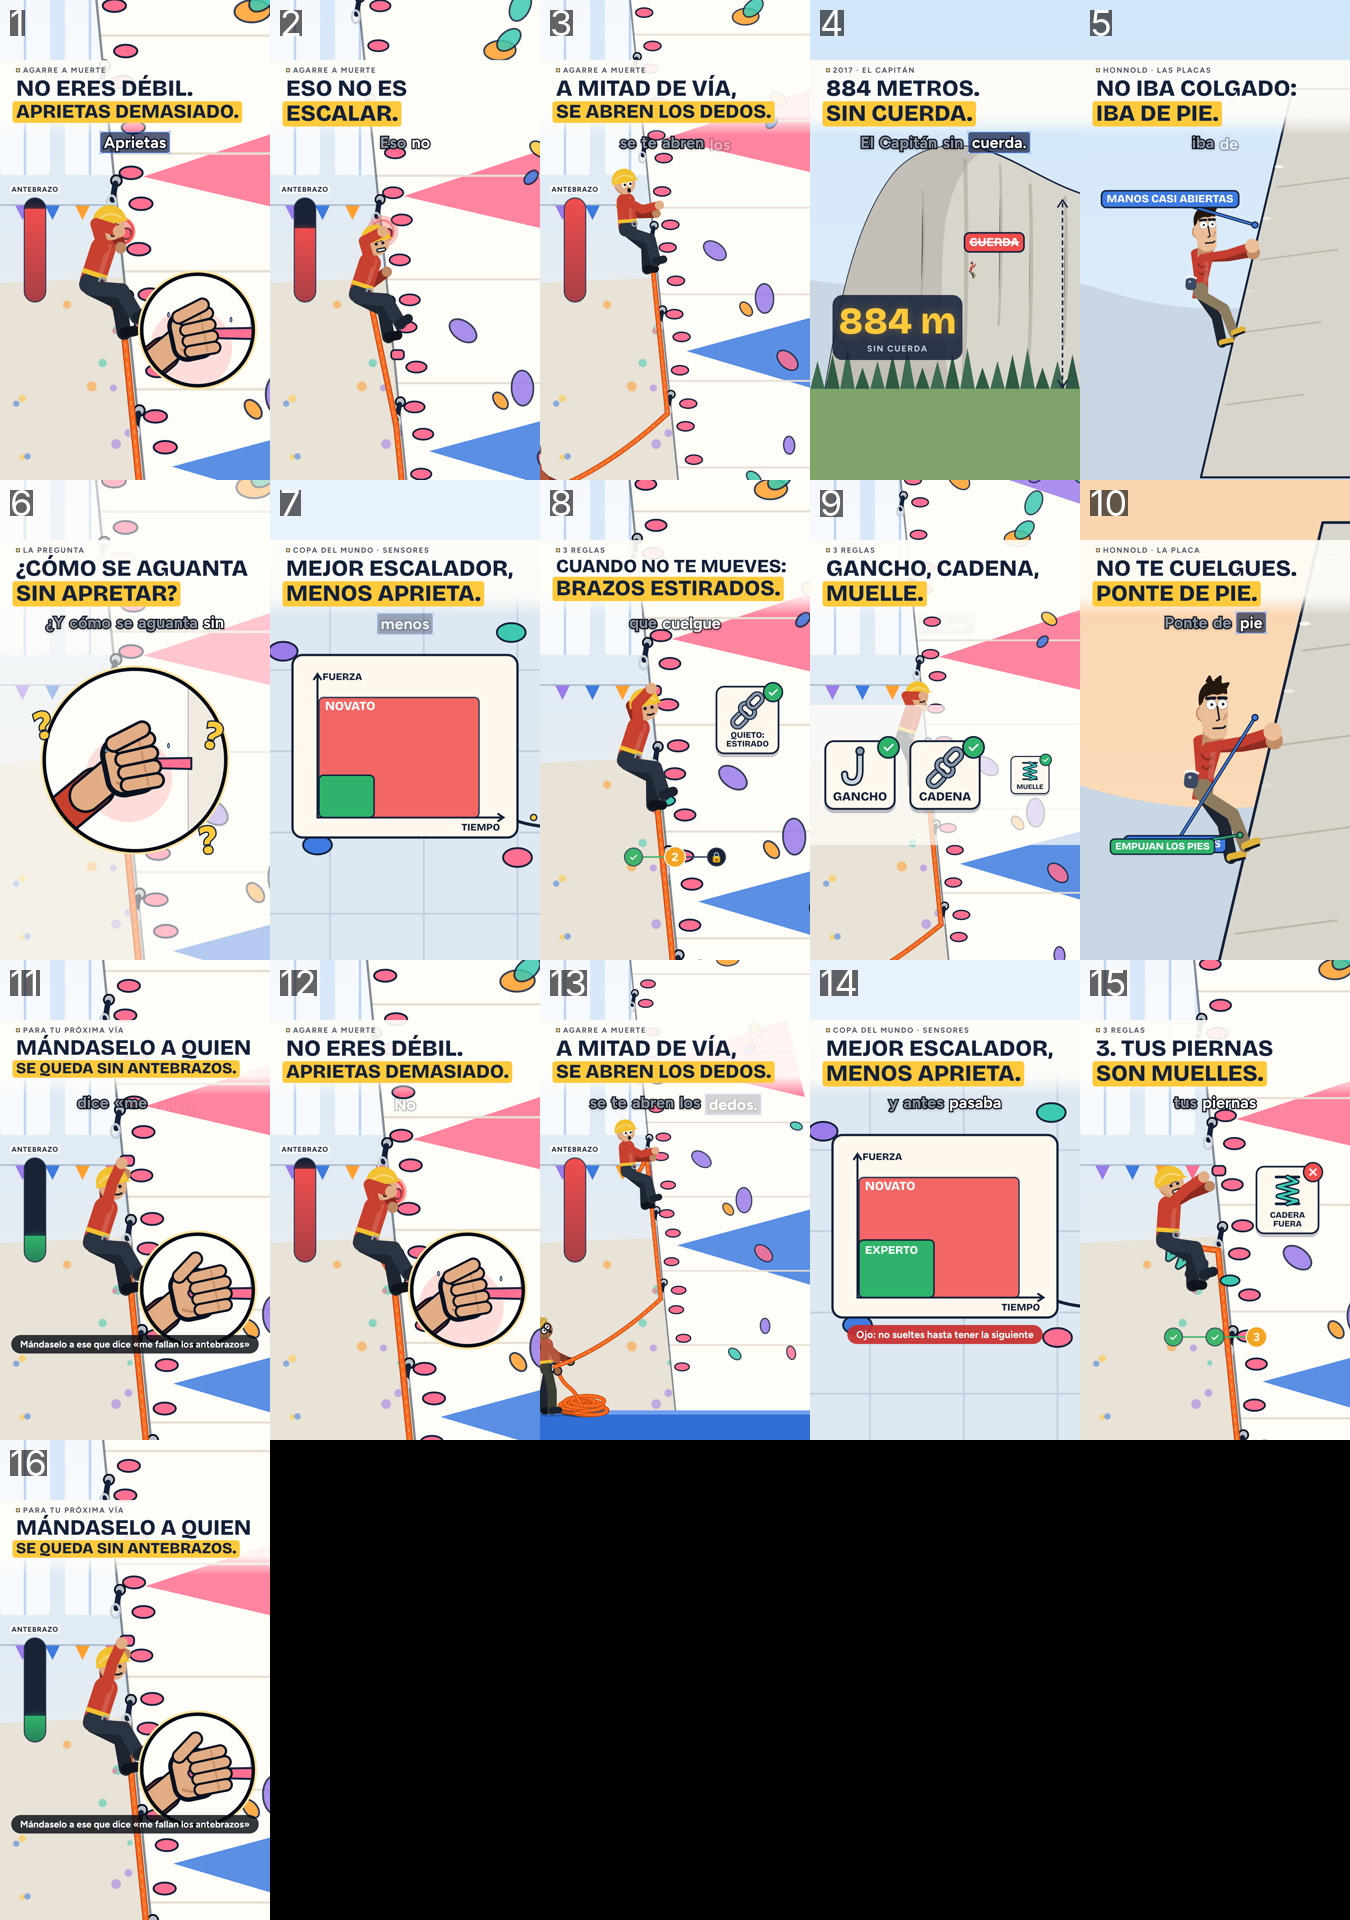 1
AGARRE A MUERTE
NO ERES DÉBIL.
APRIETAS DEMASIADO.
Aprietas
ANTEBRAZO
2
AGARRE A MUERTE
ESO NO ES
ESCALAR.
Eso no
ANTEBRAZO
3
AGARRE A MUERTE
A MITAD DE VÍA,
SE ABREN LOS DEDOS.
se te abren los
ANTEBRAZO
4
2017 · EL CAPITÁN
884 METROS.
SIN CUERDA.
El Capitán sin cuerda.
CUERDA
884 m
SIN CUERDA
5
HONNOLD · LAS PLACAS
NO IBA COLGADO:
IBA DE PIE.
iba de
MANOS CASI ABIERTAS
6
LA PREGUNTA
¿CÓMO SE AGUANTA
SIN APRETAR?
¿Y cómo se aguanta sin
?
?
?
7
COPA DEL MUNDO · SENSORES
MEJOR ESCALADOR,
MENOS APRIETA.
menos
FUERZA
NOVATO
TIEMPO
8
3 REGLAS
CUANDO NO TE MUEVES:
BRAZOS ESTIRADOS.
que cuelgue
QUIETO:
ESTIRADO
2
9
3 REGLAS
GANCHO, CADENA,
MUELLE.
GANCHO
CADENA
MUELLE
10
HONNOLD · LA PLACA
NO TE CUELGUES.
PONTE DE PIE.
Ponte de pie
EMPUJAN LOS PIES
S
11
PARA TU PRÓXIMA VÍA
MÁNDASELO A QUIEN
SE QUEDA SIN ANTEBRAZOS.
dice «me
ANTEBRAZO
Mándaselo a ese que dice «me fallan los antebrazos»
12
AGARRE A MUERTE
NO ERES DÉBIL.
APRIETAS DEMASIADO.
No
ANTEBRAZO
13
AGARRE A MUERTE
A MITAD DE VÍA,
SE ABREN LOS DEDOS.
se te abren los dedos.
ANTEBRAZO
14
COPA DEL MUNDO · SENSORES
MEJOR ESCALADOR,
MENOS APRIETA.
y antes pasaba
FUERZA
NOVATO
EXPERTO
TIEMPO
Ojo: no sueltes hasta tener la siguiente
15
3 REGLAS
3. TUS PIERNAS
SON MUELLES.
tus piernas
CADERA
FUERA
3
16
PARA TU PRÓXIMA VÍA
MÁNDASELO A QUIEN
SE QUEDA SIN ANTEBRAZOS.
ANTEBRAZO
Mándaselo a ese que dice «me fallan los antebrazos»